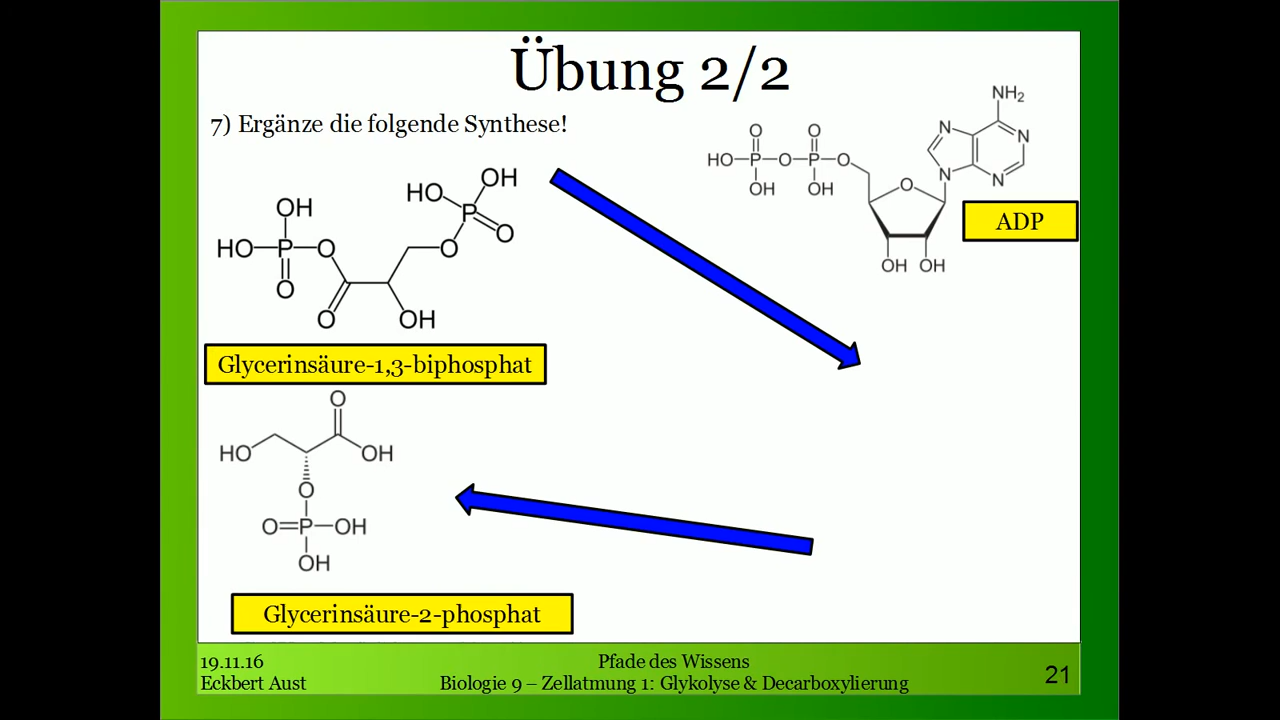 Übung 2/2
7) Ergänze die folgende Synthese!
NH₂
N
N
N
N
O
O
HO
P
O
P
O
OH
OH
O
OH
OH
ADP
OH
HO
P
O
O
O
OH
HO
P
O
O
O
OH
Glycerinsäure-1,3-biphosphat
O
HO
OH
O
O
P
OH
OH
Glycerinsäure-2-phosphat
19.11.16
Eckbert Aust
Pfade des Wissens
Biologie 9 – Zellatmung 1: Glykolyse & Decarboxylierung
21